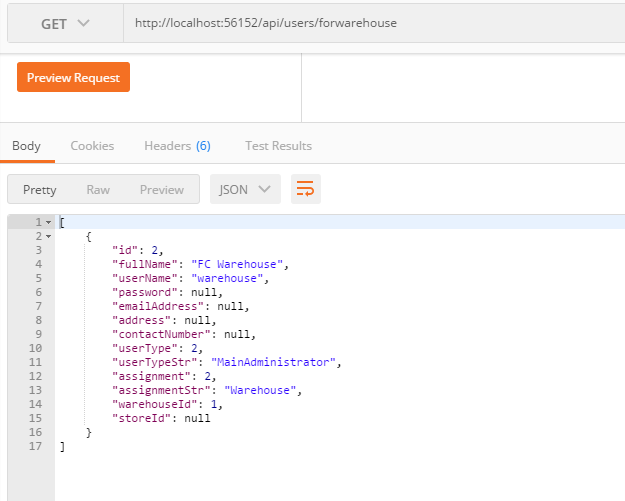 GET http://localhost:56152/api/users/forwarehouse
Preview Request
Body Cookies Headers (6) Test Results
Pretty Raw Preview JSON
1 [
2 {
3 "id": 2,
4 "fullName": "FC Warehouse",
5 "userName": "warehouse",
6 "password": null,
7 "emailAddress": null,
8 "address": null,
9 "contactNumber": null,
10 "userType": 2,
11 "userTypeStr": "MainAdministrator",
12 "assignment": 2,
13 "assignmentStr": "Warehouse",
14 "warehouseId": 1,
15 "storeId": null
16 }
17 ]